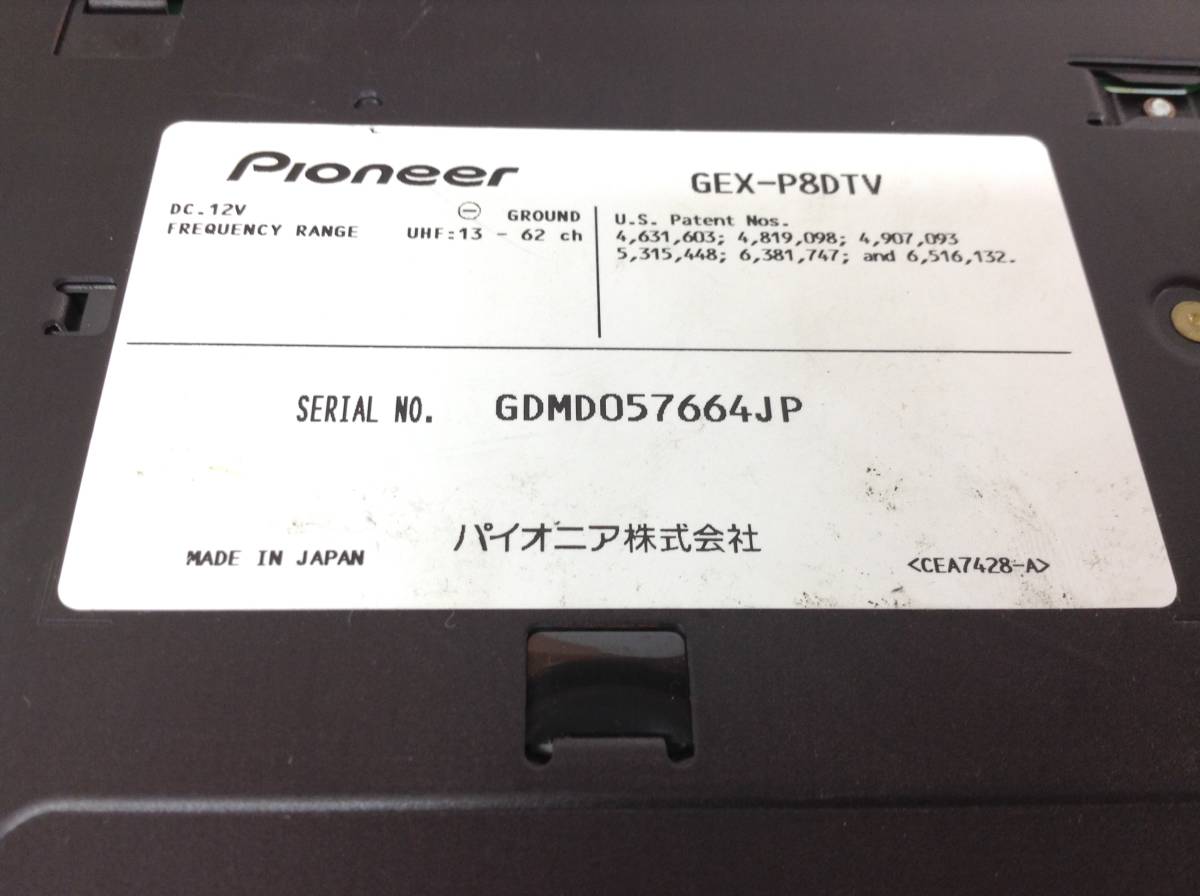 Pioneer
GEX-P8DTV
DC.12V ⊖ GROUND
FREQUENCY RANGE UHF:13 - 62 ch
U.S. Patent Nos.
4,631,603; 4,819,098; 4,907,093
5,315,448; 6,381,747; and 6,516,132.
SERIAL NO. GDMD057664JP
MADE IN JAPAN
パイオニア株式会社
<CEA7428-A>